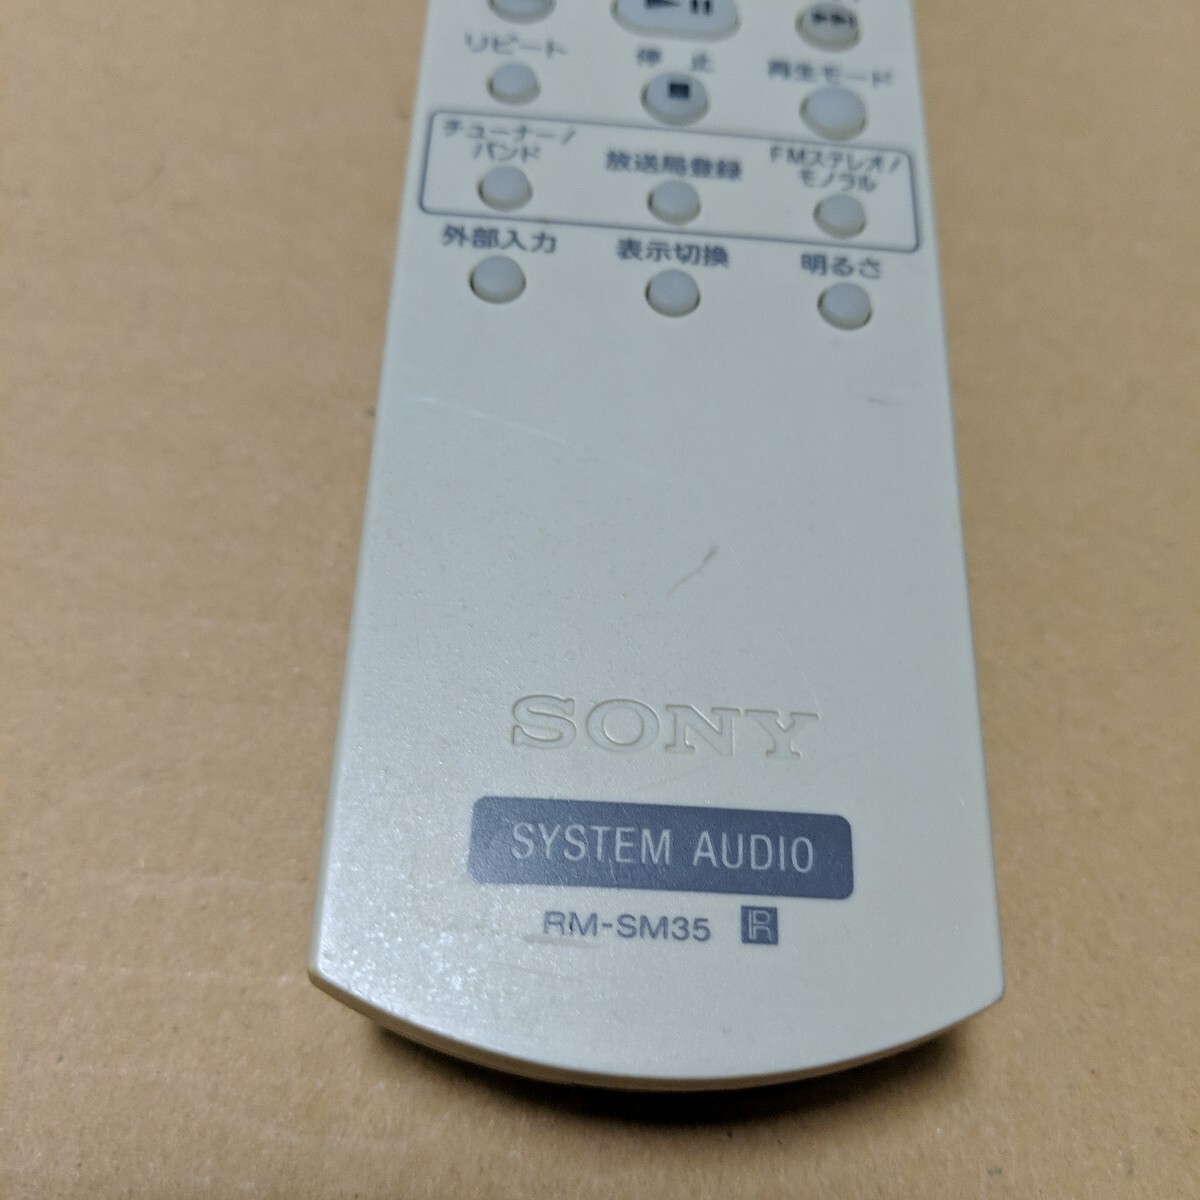 リピート
停止
再生モード
チューナー/
バンド
放送局登録
FMステレオ/
モノラル
外部入力
表示切換
明るさ
SONY
SYSTEM AUDIO
RM-SM35 R